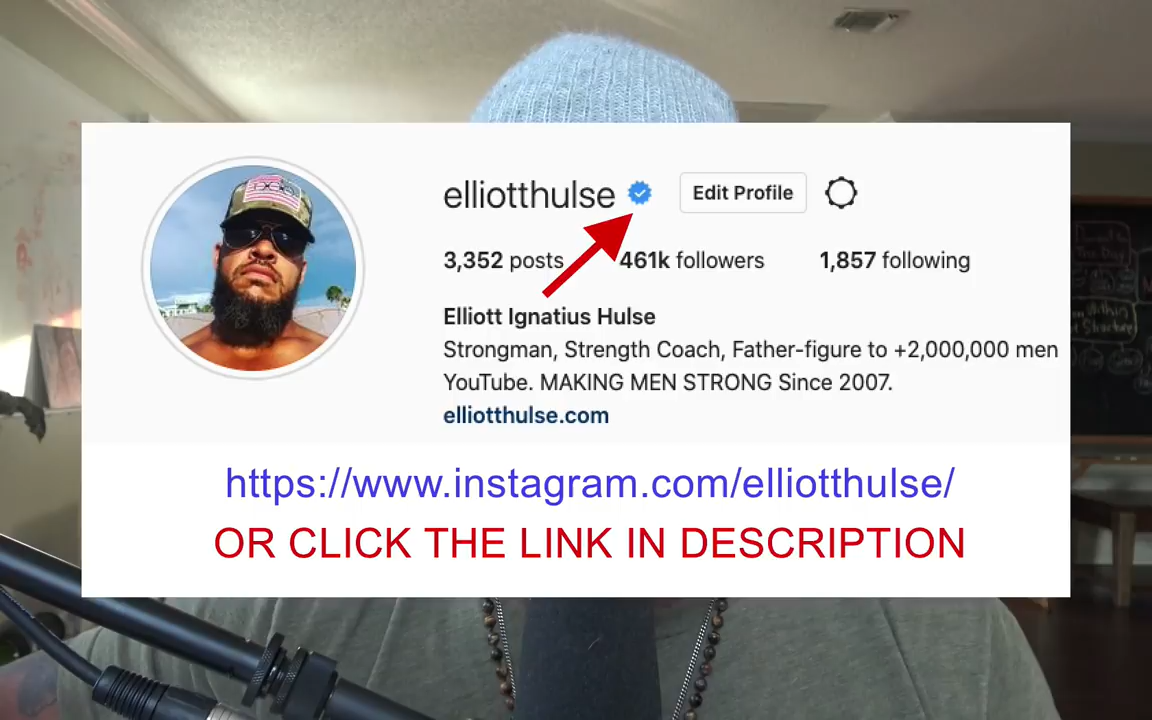 elliotthulse Edit Profile
3,352 posts 461k followers 1,857 following
Elliott Ignatius Hulse
Strongman, Strength Coach, Father-figure to +2,000,000 men
YouTube. MAKING MEN STRONG Since 2007.
elliotthulse.com
https://www.instagram.com/elliotthulse/
OR CLICK THE LINK IN DESCRIPTION